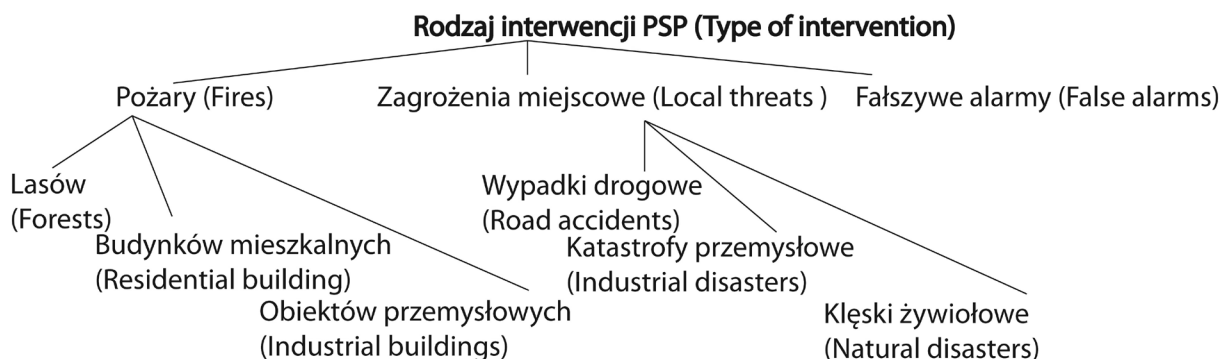 Rodzaj interwencji PSP (Type of intervention)
Pożary (Fires)
Zagrożenia miejscowe (Local threats )
Fałszywe alarmy (False alarms)
Lasów
(Forests)
Budynków mieszkalnych
(Residential building)
Obiektów przemysłowych
(Industrial buildings)
Wypadki drogowe
(Road accidents)
Katastrofy przemysłowe
(Industrial disasters)
Klęski żywiołowe
(Natural disasters)